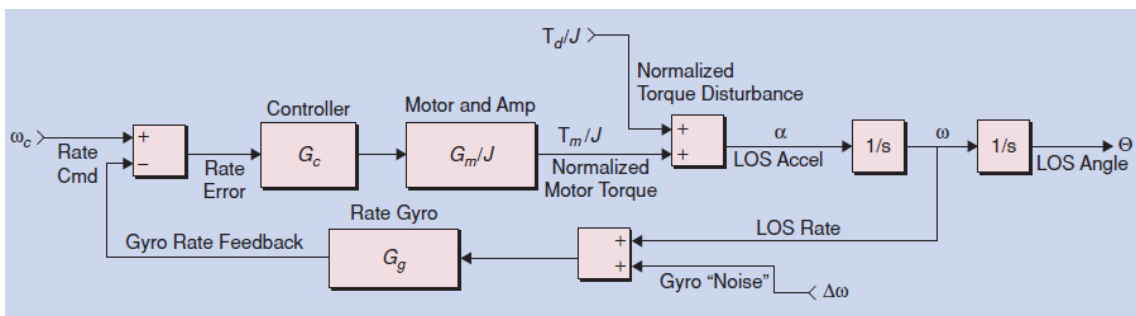 T_d/J
Normalized
Torque Disturbance
Controller
Motor and Amp
ω_c
+
−
Rate
Cmd
Rate
Error
G_c
G_m/J
T_m/J
Normalized
Motor Torque
+
+
α
LOS Accel
1/s
ω
1/s
Θ
LOS Angle
Rate Gyro
Gyro Rate Feedback
G_g
+
+
LOS Rate
Gyro “Noise”
Δω